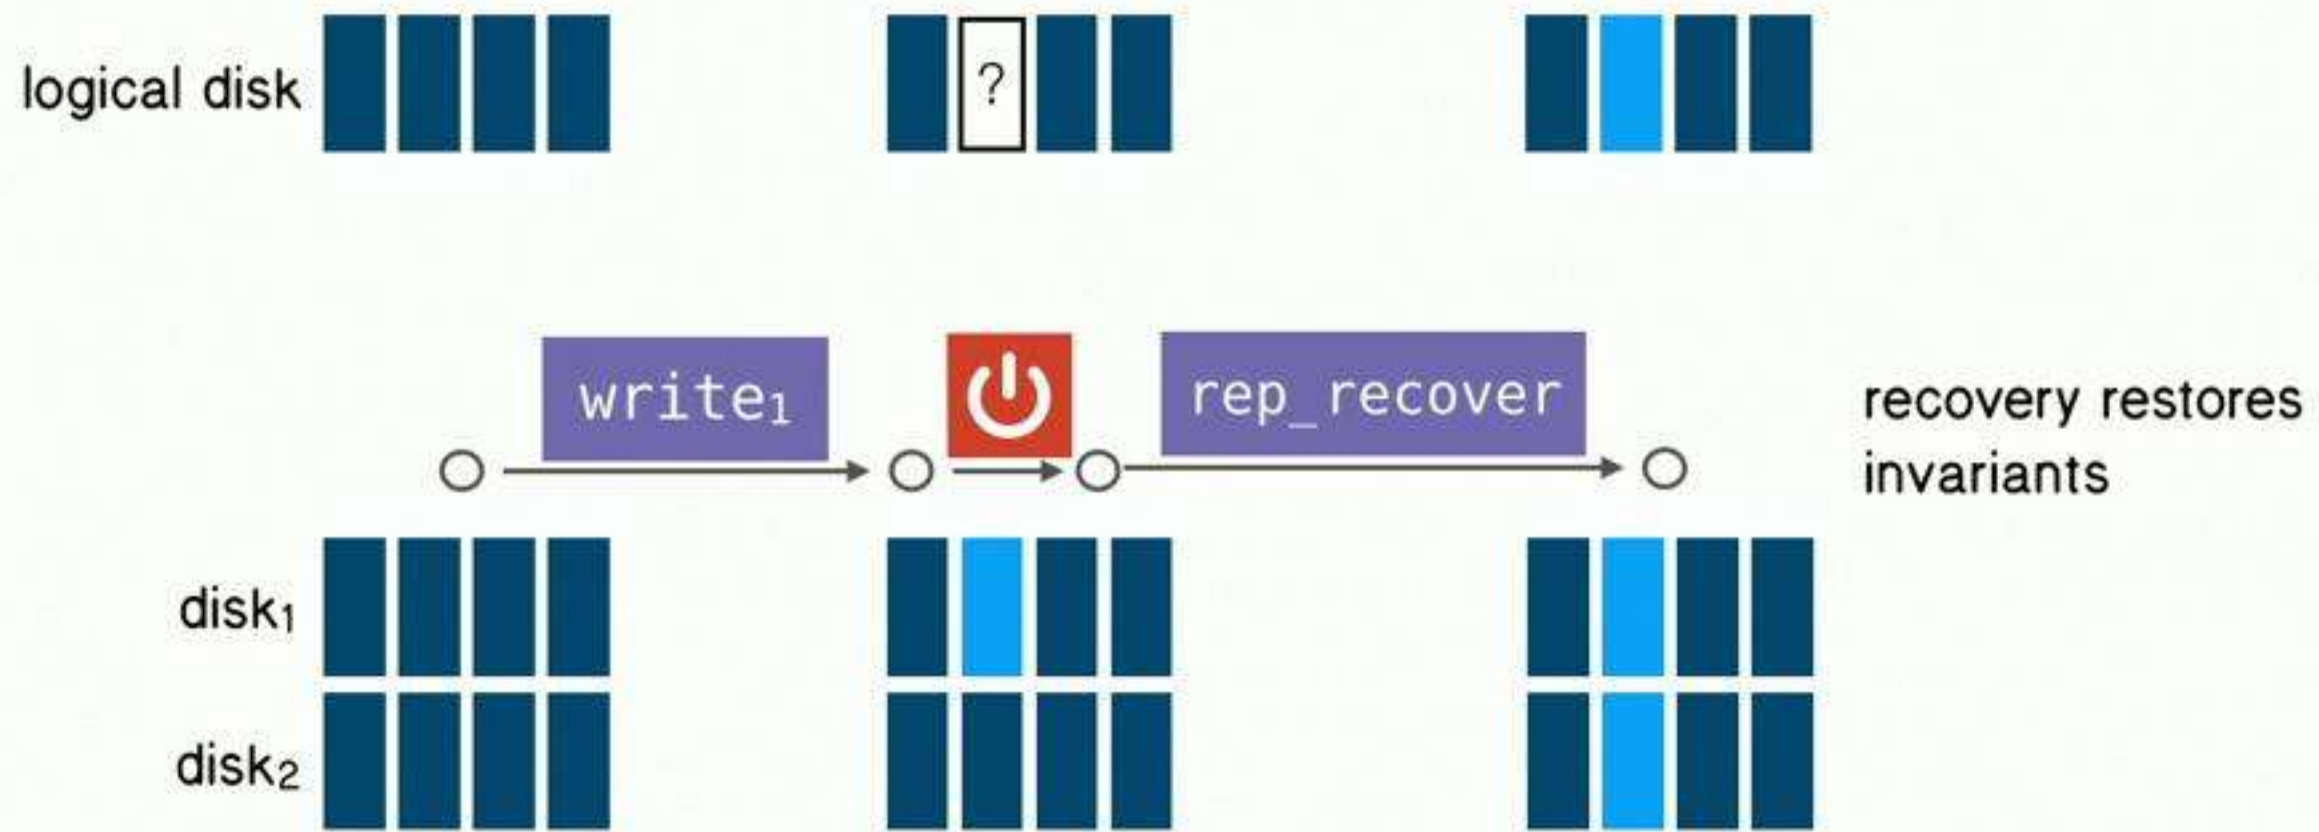 logical disk
?
write₁
rep_recover
recovery restores
invariants
disk₁
disk₂